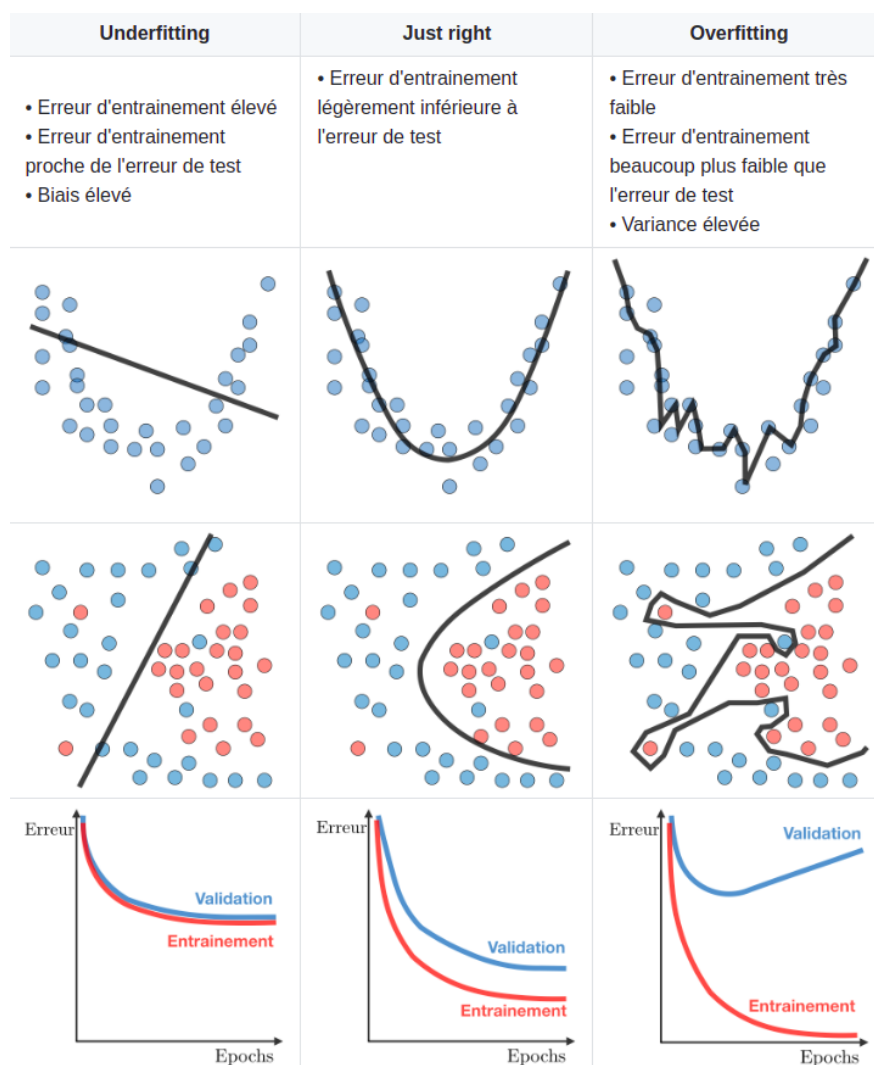 Underfitting
Just right
Overfitting
• Erreur d'entrainement élevé
• Erreur d'entrainement
proche de l'erreur de test
• Biais élevé
• Erreur d'entrainement
légèrement inférieure à
l'erreur de test
• Erreur d'entrainement très
faible
• Erreur d'entrainement
beaucoup plus faible que
l'erreur de test
• Variance élevée
Erreur
Validation
Entrainement
Epochs
Erreur
Validation
Entrainement
Epochs
Erreur
Validation
Entrainement
Epochs